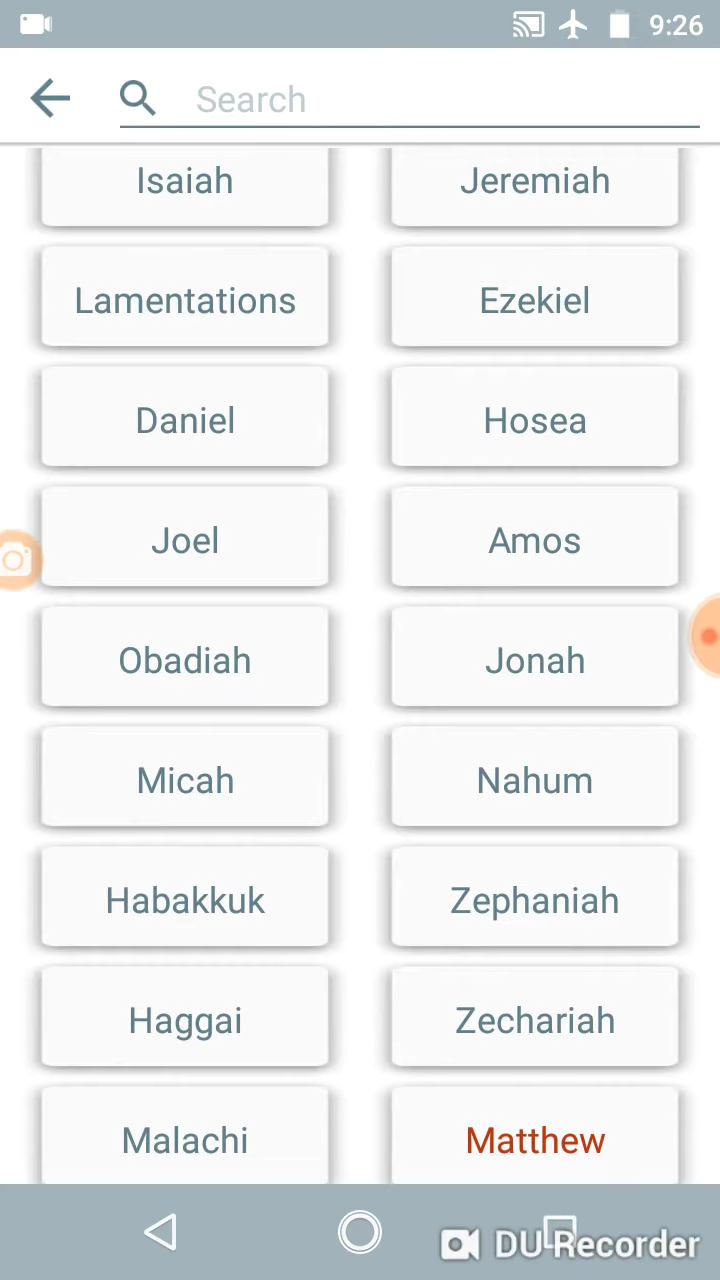 9:26
Search
Isaiah Jeremiah
Lamentations Ezekiel
Daniel Hosea
Joel Amos
Obadiah Jonah
Micah Nahum
Habakkuk Zephaniah
Haggai Zechariah
Malachi Matthew
DU Recorder